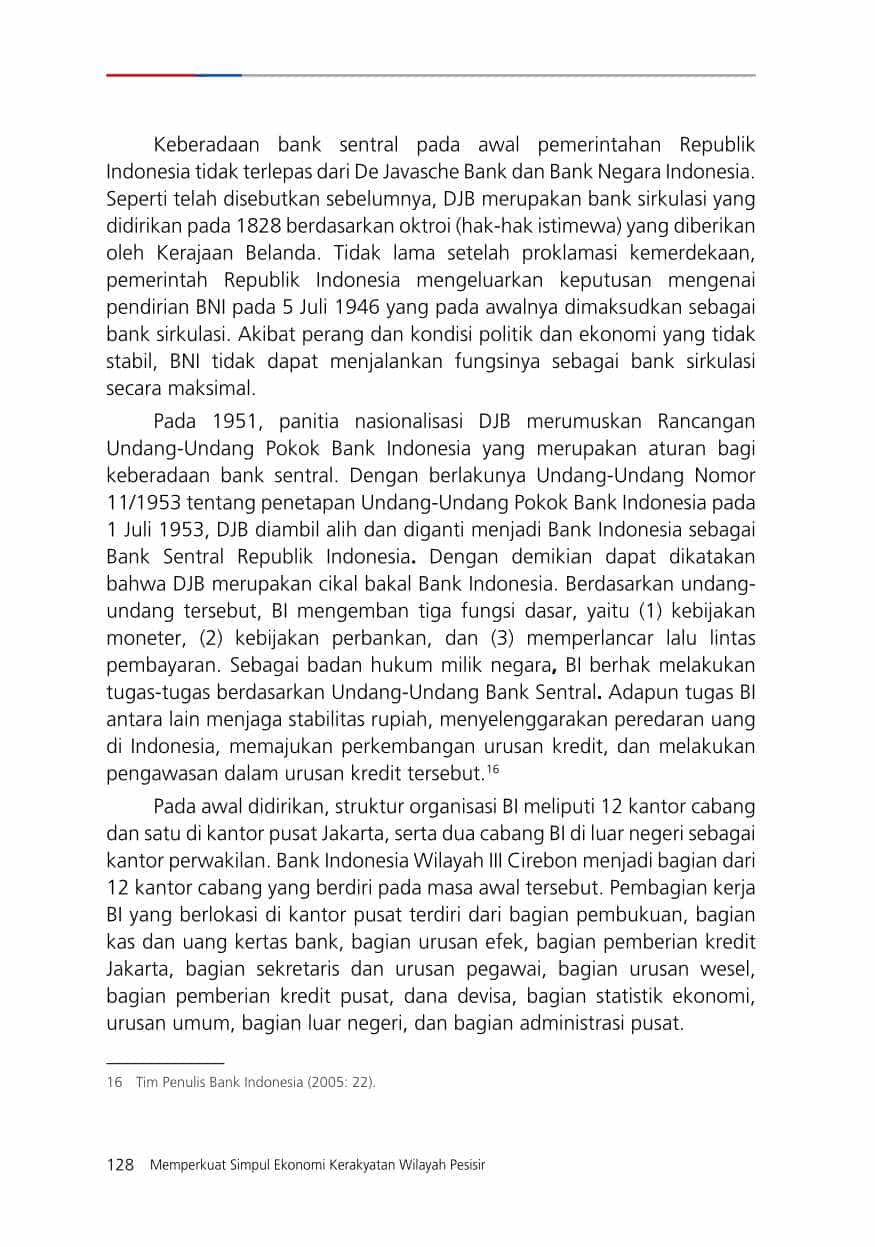 Keberadaan bank sentral pada awal pemerintahan Republik
Indonesia tidak terlepas dari De Javasche Bank dan Bank Negara Indonesia.
Seperti telah disebutkan sebelumnya, DJB merupakan bank sirkulasi yang
didirikan pada 1828 berdasarkan oktroi (hak-hak istimewa) yang diberikan
oleh Kerajaan Belanda. Tidak lama setelah proklamasi kemerdekaan,
pemerintah Republik Indonesia mengeluarkan keputusan mengenai
pendirian BNI pada 5 Juli 1946 yang pada awalnya dimaksudkan sebagai
bank sirkulasi. Akibat perang dan kondisi politik dan ekonomi yang tidak
stabil, BNI tidak dapat menjalankan fungsinya sebagai bank sirkulasi
secara maksimal.
Pada 1951, panitia nasionalisasi DJB merumuskan Rancangan
Undang-Undang Pokok Bank Indonesia yang merupakan aturan bagi
keberadaan bank sentral. Dengan berlakunya Undang-Undang Nomor
11/1953 tentang penetapan Undang-Undang Pokok Bank Indonesia pada
1 Juli 1953, DJB diambil alih dan diganti menjadi Bank Indonesia sebagai
Bank Sentral Republik Indonesia. Dengan demikian dapat dikatakan
bahwa DJB merupakan cikal bakal Bank Indonesia. Berdasarkan undang-
undang tersebut, BI mengemban tiga fungsi dasar, yaitu (1) kebijakan
moneter, (2) kebijakan perbankan, dan (3) memperlancar lalu lintas
pembayaran. Sebagai badan hukum milik negara, BI berhak melakukan
tugas-tugas berdasarkan Undang-Undang Bank Sentral. Adapun tugas BI
antara lain menjaga stabilitas rupiah, menyelenggarakan peredaran uang
di Indonesia, memajukan perkembangan urusan kredit, dan melakukan
pengawasan dalam urusan kredit tersebut.16
Pada awal didirikan, struktur organisasi BI meliputi 12 kantor cabang
dan satu di kantor pusat Jakarta, serta dua cabang BI di luar negeri sebagai
kantor perwakilan. Bank Indonesia Wilayah III Cirebon menjadi bagian dari
12 kantor cabang yang berdiri pada masa awal tersebut. Pembagian kerja
BI yang berlokasi di kantor pusat terdiri dari bagian pembukuan, bagian
kas dan uang kertas bank, bagian urusan efek, bagian pemberian kredit
Jakarta, bagian sekretaris dan urusan pegawai, bagian urusan wesel,
bagian pemberian kredit pusat, dana devisa, bagian statistik ekonomi,
urusan umum, bagian luar negeri, dan bagian administrasi pusat.
16 Tim Penulis Bank Indonesia (2005: 22).
128 Memperkuat Simpul Ekonomi Kerakyatan Wilayah Pesisir